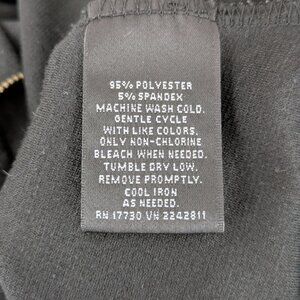 95% POLYESTER
5% SPANDEX
MACHINE WASH COLD.
GENTLE CYCLE
WITH LIKE COLORS.
ONLY NON-CHLORINE
BLEACH WHEN NEEDED.
TUMBLE DRY LOW.
REMOVE PROMPTLY.
COOL IRON
AS NEEDED.
RN 17730 VN 2242811